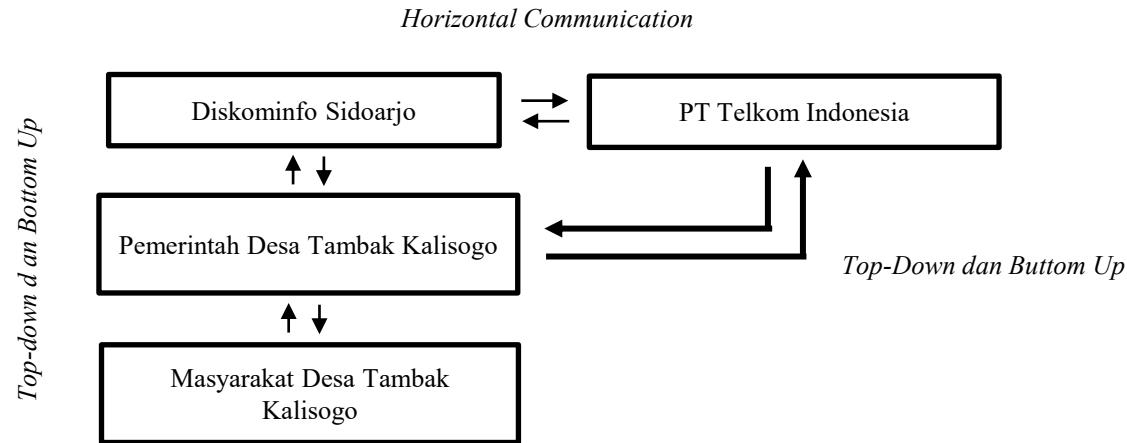 Horizontal Communication
Diskominfo Sidoarjo
PT Telkom Indonesia
Top-down d an Bottom Up
Pemerintah Desa Tambak Kalisogo
Top-Down dan Buttom Up
Masyarakat Desa Tambak
Kalisogo